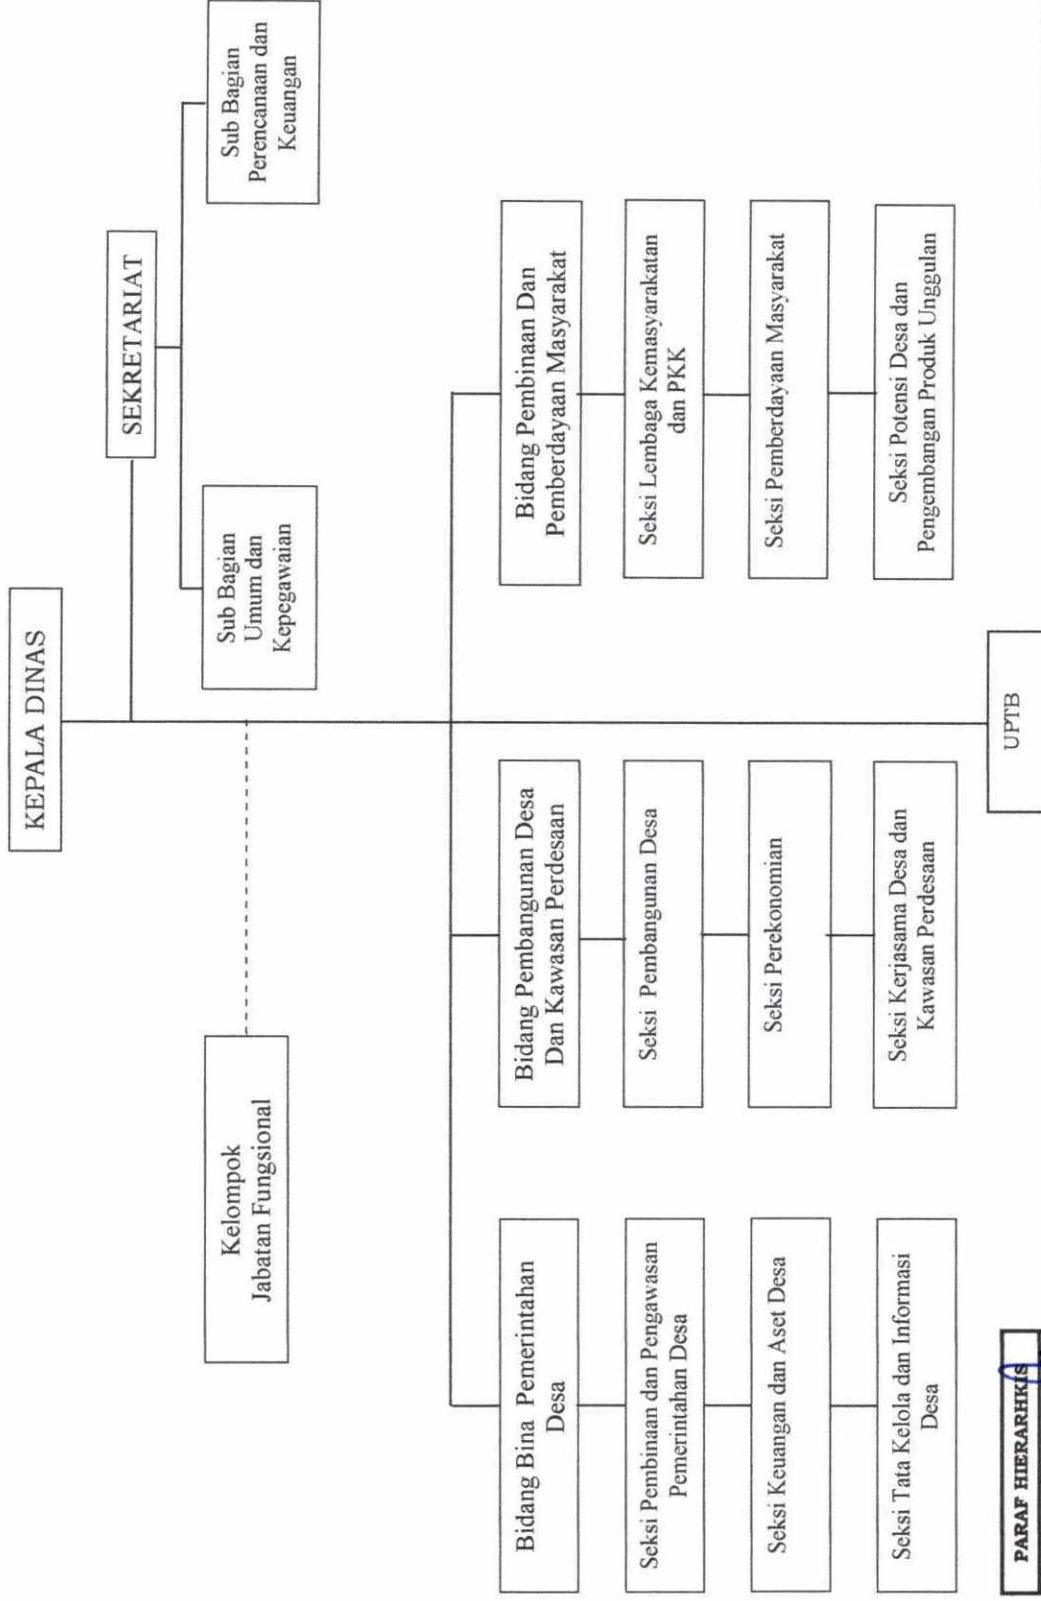 KEPALA DINAS
SEKRETARIAT
Kelompok
Jabatan Fungsional
Sub Bagian
Umum dan
Kepegawaian
Sub Bagian
Perencanaan dan
Keuangan
Bidang Bina Pemerintahan
Desa
Seksi Pembinaan dan Pengawasan
Pemerintahan Desa
Seksi Keuangan dan Aset Desa
Seksi Tata Kelola dan Informasi
Desa
Bidang Pembangunan Desa
Dan Kawasan Perdesaan
Seksi Pembangunan Desa
Seksi Perekonomian
Seksi Kerjasama Desa dan
Kawasan Perdesaan
Bidang Pembinaan Dan
Pemberdayaan Masyarakat
Seksi Lembaga Kemasyarakatan
dan PKK
Seksi Pemberdayaan Masyarakat
Seksi Potensi Desa dan
Pengembangan Produk Unggulan
UPTB
PARAF HIERARHKIS